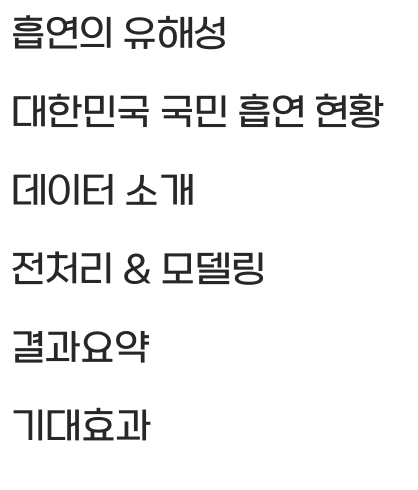 흡연의 유해성
대한민국 국민 흡연 현황
데이터 소개
전처리 & 모델링
결과요약
기대효과